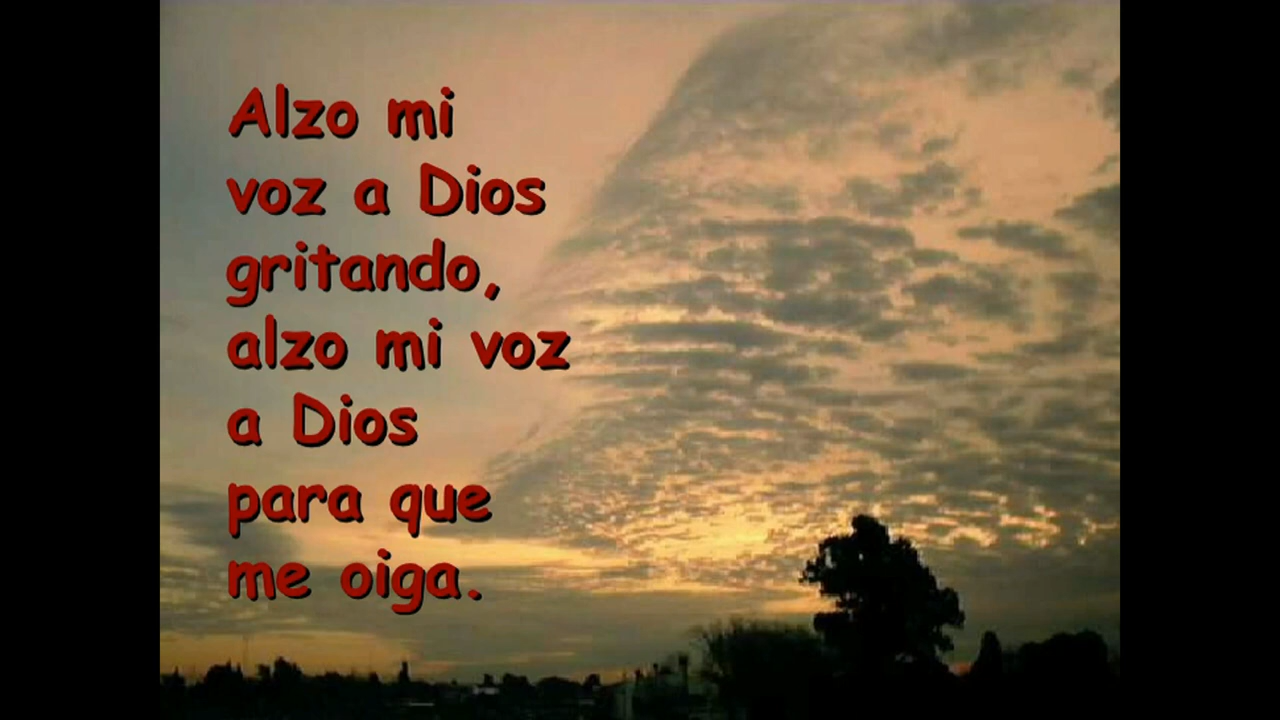 Alzo mi
voz a Dios
gritando,
alzo mi voz
a Dios
para que
me oiga.